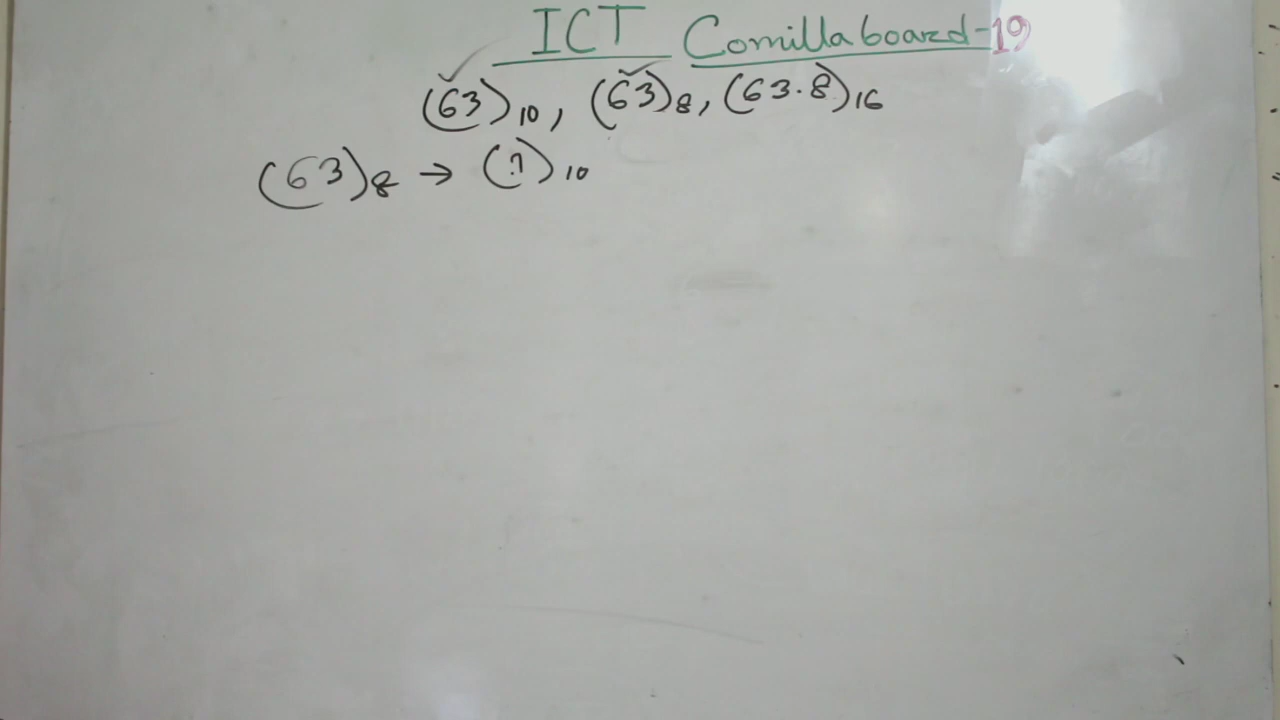 ICT Comilla board-19
(63)₁₀, (63)₈, (63.8)₁₆
(63)₈ → (?)₁₀